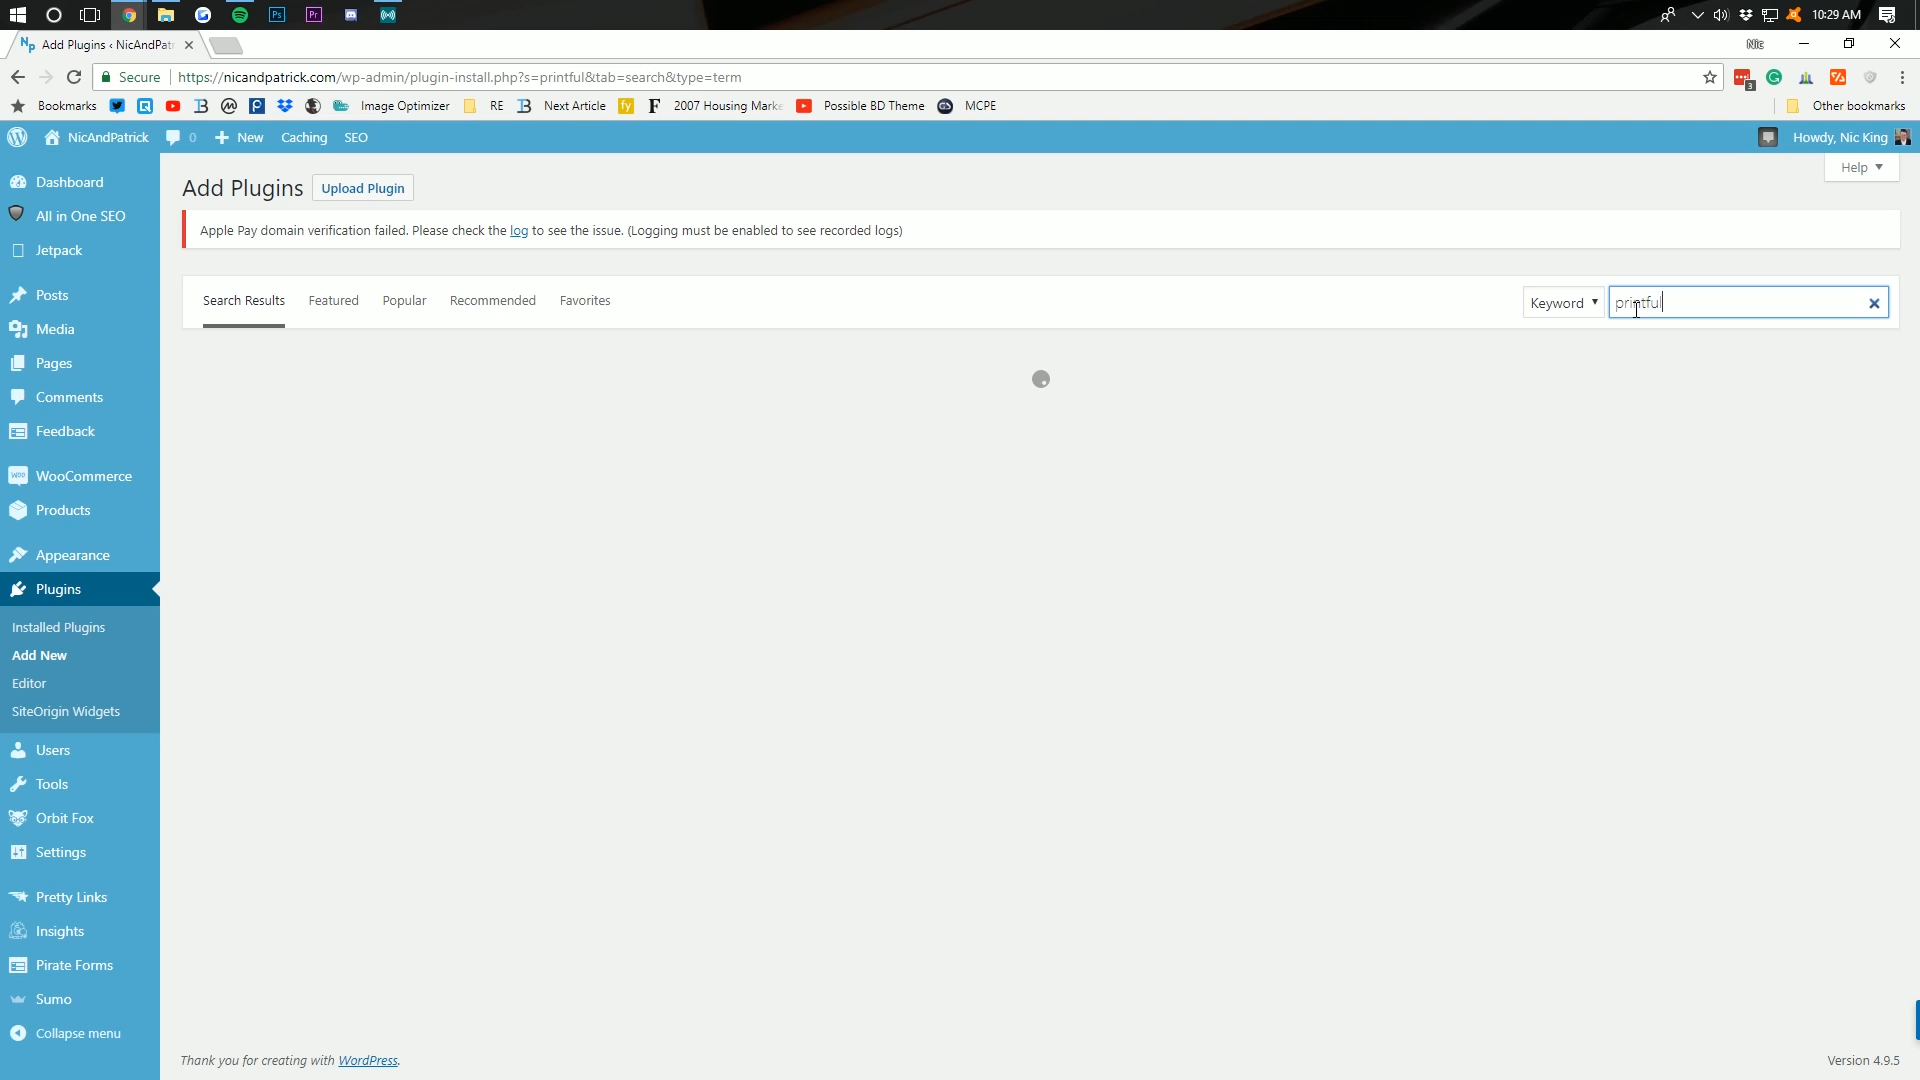 10:29 AM
Add Plugins ‹ NicAndPat
Nic
Secure
https://nicandpatrick.com/wp-admin/plugin-install.php?s=printful&tab=search&type=term
3
Bookmarks
Image Optimizer
RE
Next Article
fy
2007 Housing Marke
Possible BD Theme
MCPE
Other bookmarks
NicAndPatrick
0
New
Caching
SEO
Howdy, Nic King
Help
Dashboard
All in One SEO
Jetpack
Posts
Media
Pages
Comments
Feedback
WooCommerce
Products
Appearance
Plugins
Installed Plugins
Add New
Editor
SiteOrigin Widgets
Users
Tools
Orbit Fox
Settings
Pretty Links
Insights
Pirate Forms
Sumo
Collapse menu
Add Plugins
Upload Plugin
Apple Pay domain verification failed. Please check the log to see the issue. (Logging must be enabled to see recorded logs)
Search Results
Featured
Popular
Recommended
Favorites
Keyword
printful
Thank you for creating with WordPress.
Version 4.9.5